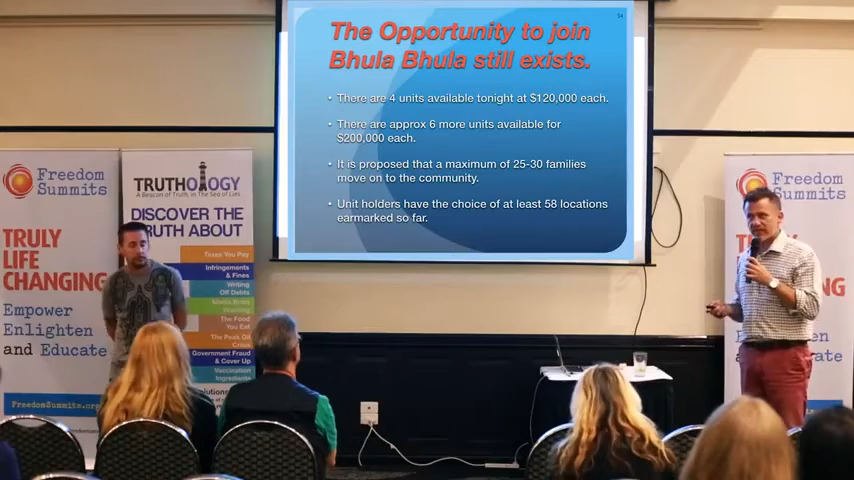 54
The Opportunity to join
Bhula Bhula still exists.
• There are 4 units available tonight at $120,000 each.
• There are approx 6 more units available for
$200,000 each.
• It is proposed that a maximum of 25-30 families
move on to the community.
• Unit holders have the choice of at least 58 locations
earmarked so far.
Freedom
Summits
TRULY
LIFE
CHANGING
Empower
Enlighten
and Educate
FreedomSummits.org
TRUTHOLOGY
A Beacon of Truth, in The Sea of Lies
DISCOVER THE
TRUTH ABOUT
Taxes You Pay
Infringements
& Fines
Writing
Off Debts
The Food
You Eat
The Peak Oil
Crisis
Government Fraud
& Cover Up
Vaccination
Ingredients
Freedom
Summits
NG